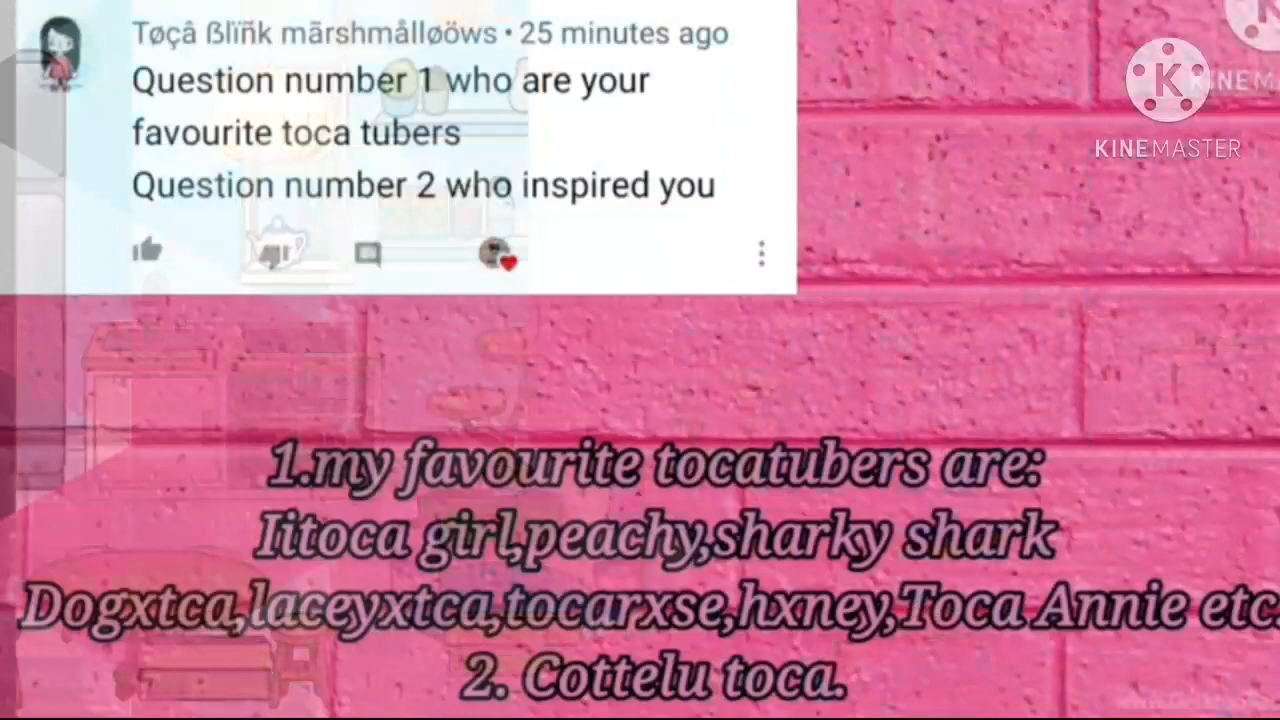 Tøçâ ßlïñk mãrshmålløöws • 25 minutes ago
Question number 1 who are your
favourite toca tubers
Question number 2 who inspired you
KINEM
K
KINEMASTER
1.my favourite tocatubers are:
Iitoca girl,peachy,sharky shark
Dogxtca,laceyxtca,tocarxse,hxney,Toca Annie etc.
2. Cottelu toca.